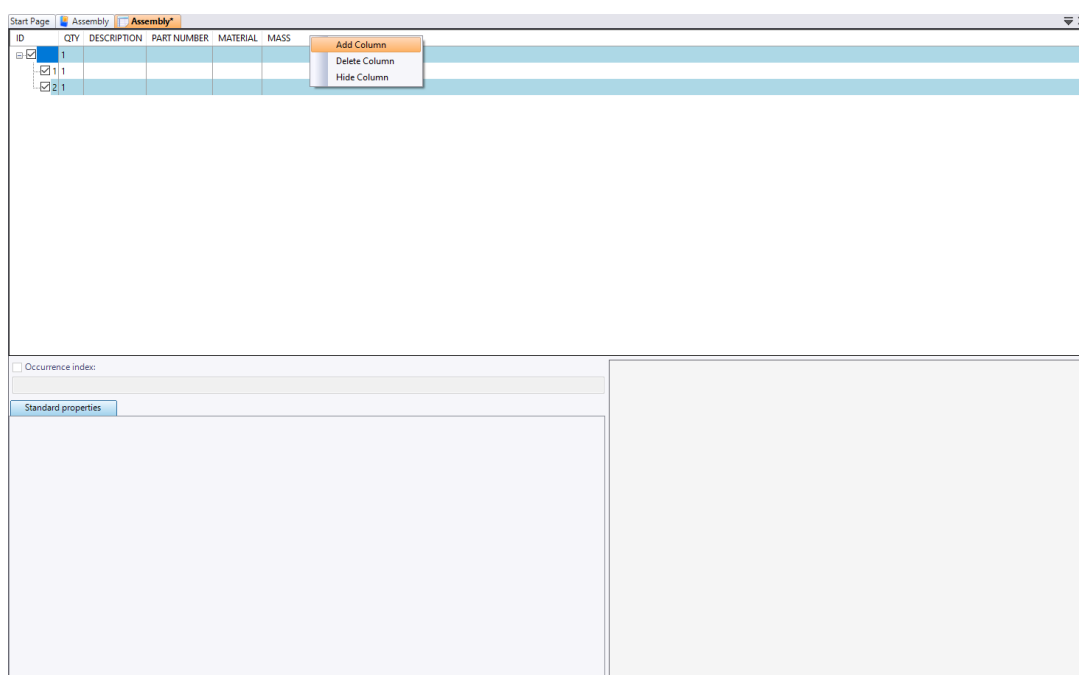 Start Page Assembly Assembly*
ID QTY DESCRIPTION PART NUMBER MATERIAL MASS
Add Column
1
Delete Column
1 1
Hide Column
2 1
Occurrence index:
Standard properties